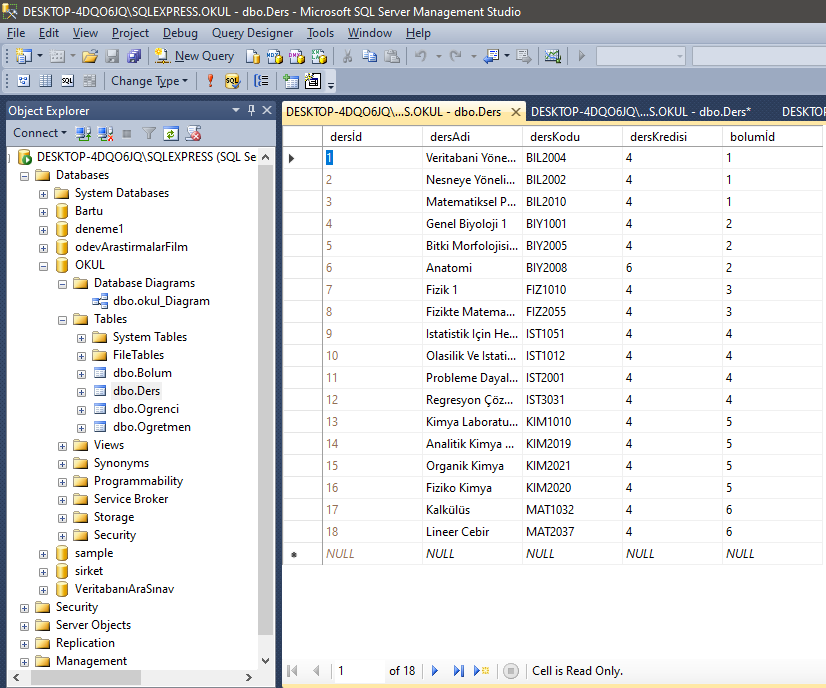 DESKTOP-4DQO6JQ\SQLEXPRESS.OKUL - dbo.Ders - Microsoft SQL Server Management Studio
File Edit View Project Debug Query Designer Tools Window Help
New Query
Change Type
Object Explorer
Connect
DESKTOP-4DQO6JQ\SQLEXPRESS (SQL Se
Databases
System Databases
Bartu
deneme1
odevArastirmalarFilm
OKUL
Database Diagrams
dbo.okul_Diagram
Tables
System Tables
FileTables
dbo.Bolum
dbo.Ders
dbo.Ogrenci
dbo.Ogretmen
Views
Synonyms
Programmability
Service Broker
Storage
Security
sample
sirket
VeritabanıAraSınav
Security
Server Objects
Replication
Management
DESKTOP-4DQO6JQ\...S.OKUL - dbo.Ders DESKTOP-4DQO6JQ\...S.OKUL - dbo.Ders* DESKTO
dersİd dersAdi dersKodu dersKredisi bolumİd
1 Veritabani Yöne... BIL2004 4 1
2 Nesneye Yöneli... BIL2002 4 1
3 Matematiksel P... BIL2010 4 1
4 Genel Biyoloji 1 BIY1001 4 2
5 Bitki Morfolojisi... BIY2005 4 2
6 Anatomi BIY2008 6 2
7 Fizik 1 FIZ1010 4 3
8 Fizikte Matema... FIZ2055 4 3
9 Istatistik Için He... IST1051 4 4
10 Olasilik Ve Istati... IST1012 4 4
11 Probleme Dayal... IST2001 4 4
12 Regresyon Çöz... IST3031 4 4
13 Kimya Laboratu... KIM1010 4 5
14 Analitik Kimya ... KIM2019 4 5
15 Organik Kimya KIM2021 4 5
16 Fiziko Kimya KIM2020 4 5
17 Kalkülüs MAT1032 4 6
18 Lineer Cebir MAT2037 4 6
NULL NULL NULL NULL NULL
1 of 18 Cell is Read Only.